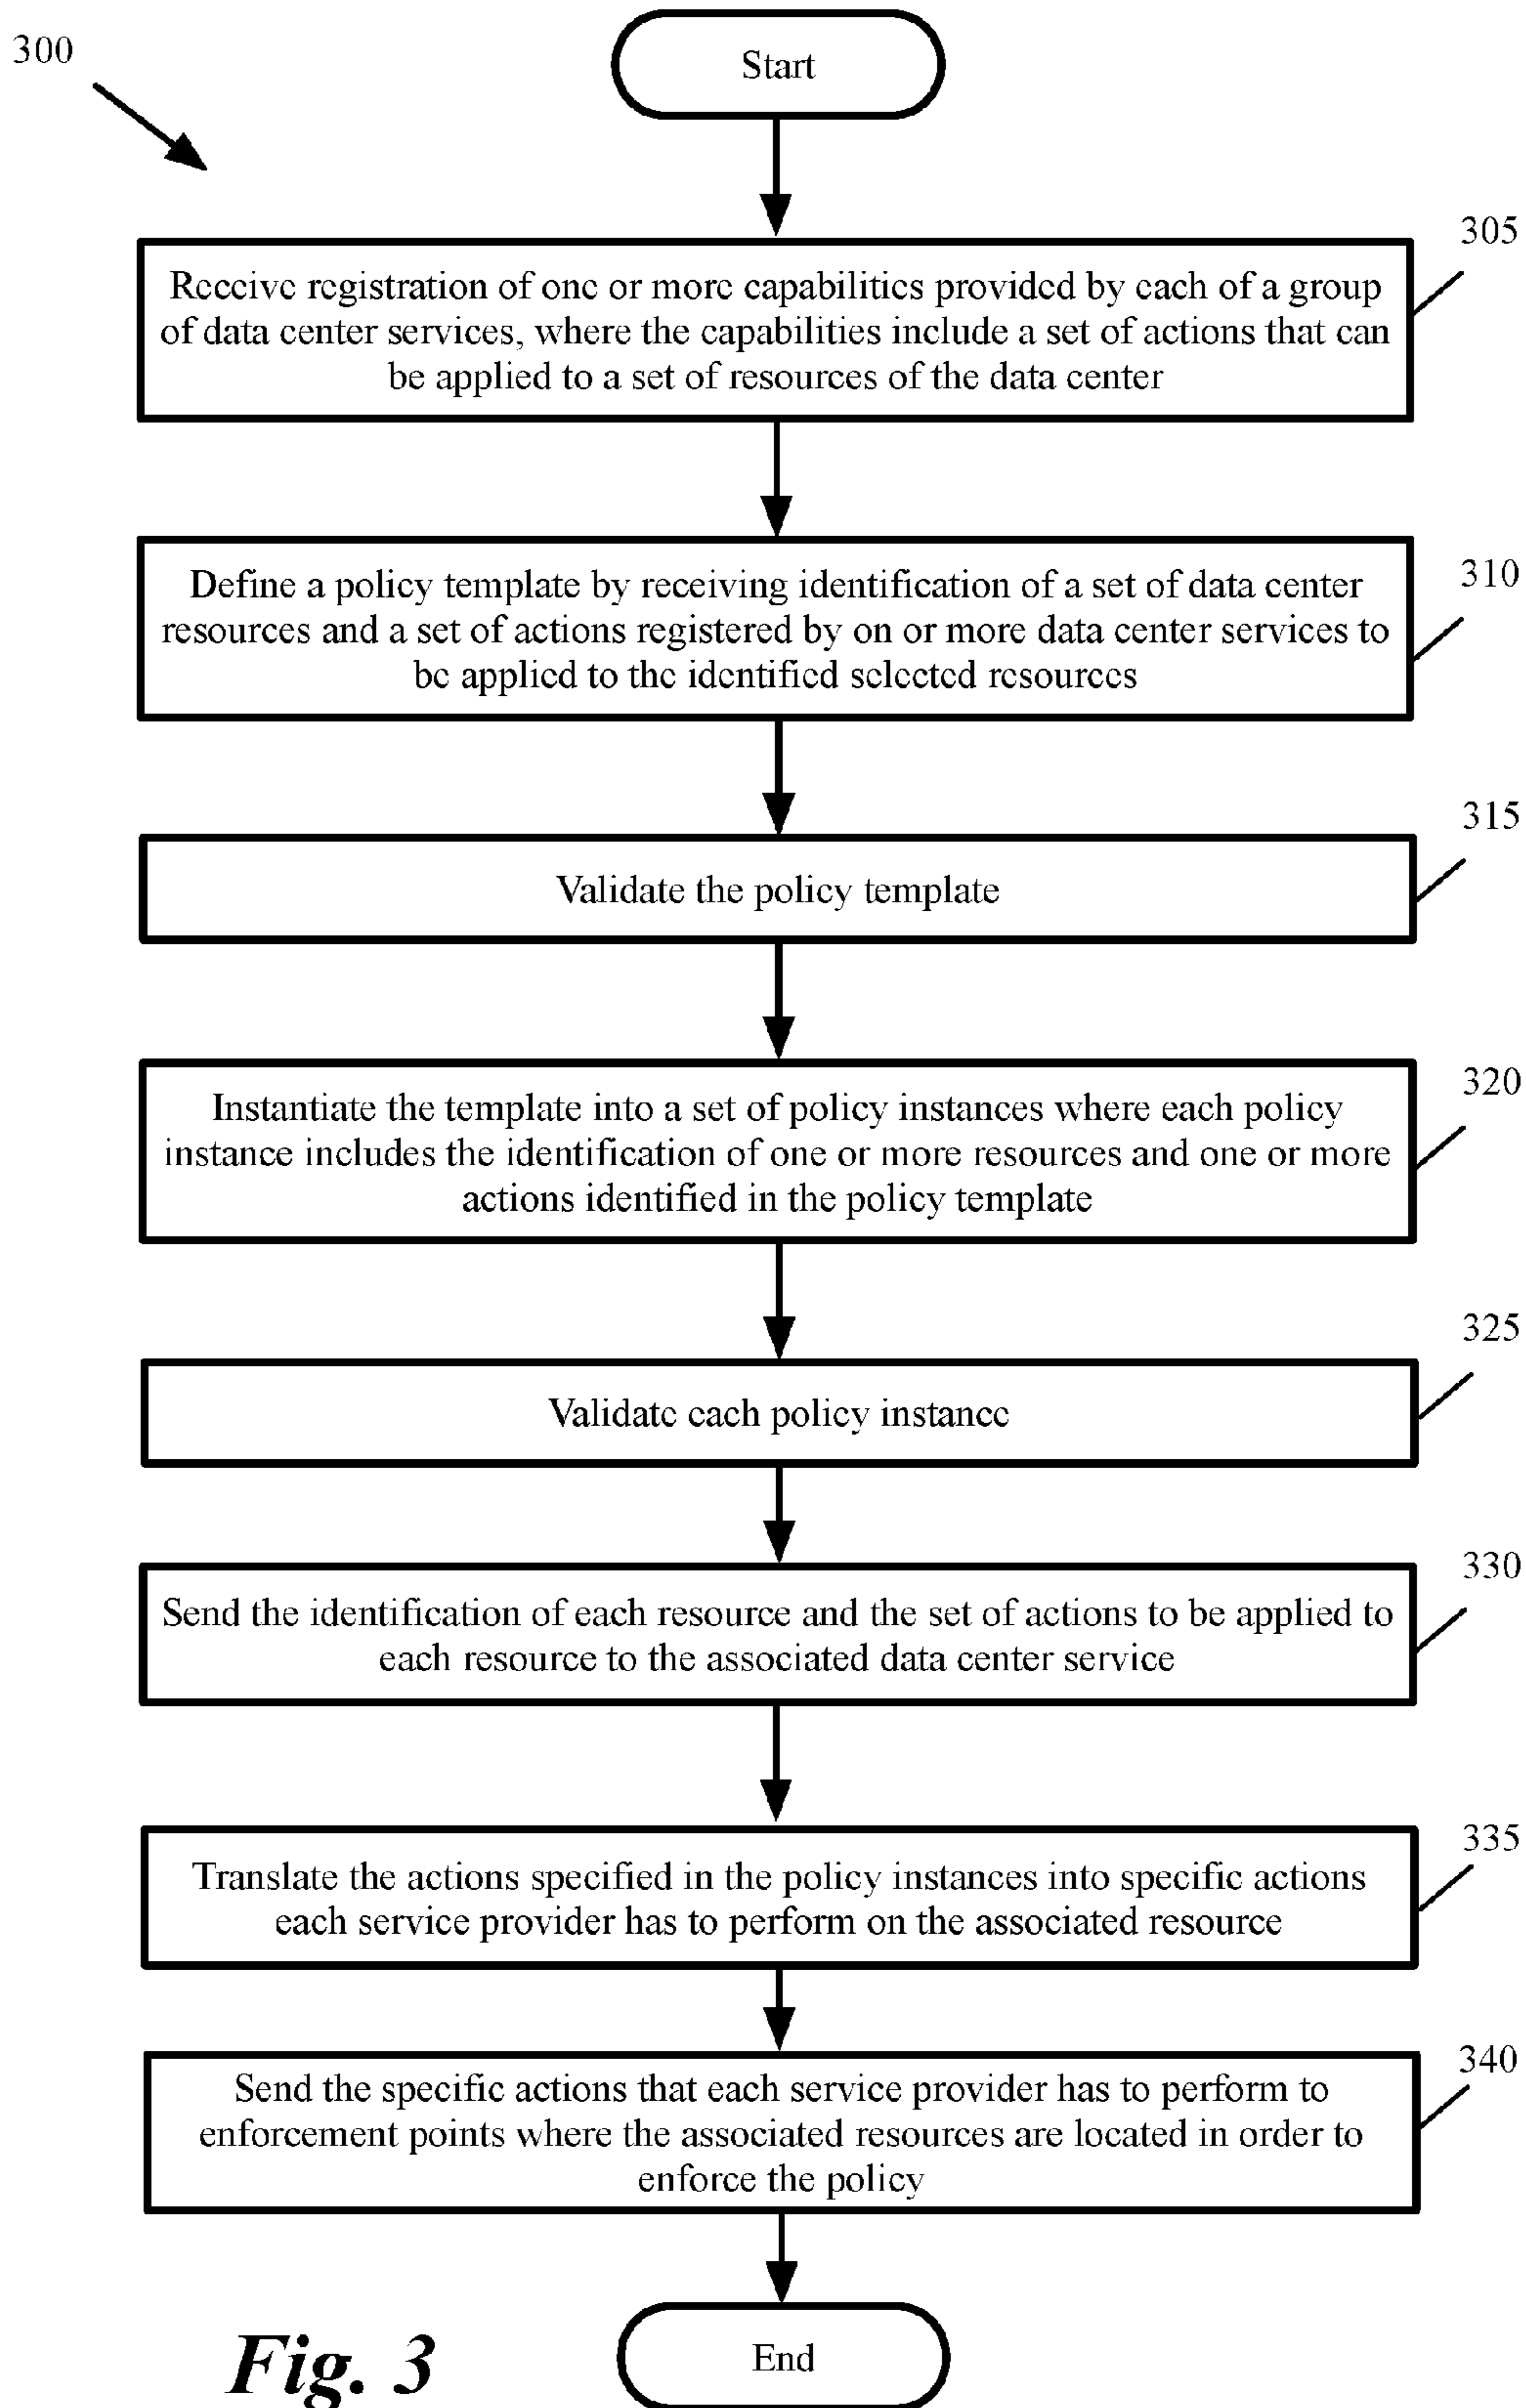 300
Start
305
Receive registration of one or more capabilities provided by each of a group
of data center services, where the capabilities include a set of actions that can
be applied to a set of resources of the data center
310
Define a policy template by receiving identification of a set of data center
resources and a set of actions registered by on or more data center services to
be applied to the identified selected resources
315
Validate the policy template
320
Instantiate the template into a set of policy instances where each policy
instance includes the identification of one or more resources and one or more
actions identified in the policy template
325
Validate each policy instance
330
Send the identification of each resource and the set of actions to be applied to
each resource to the associated data center service
335
Translate the actions specified in the policy instances into specific actions
each service provider has to perform on the associated resource
340
Send the specific actions that each service provider has to perform to
enforcement points where the associated resources are located in order to
enforce the policy
End
Fig. 3